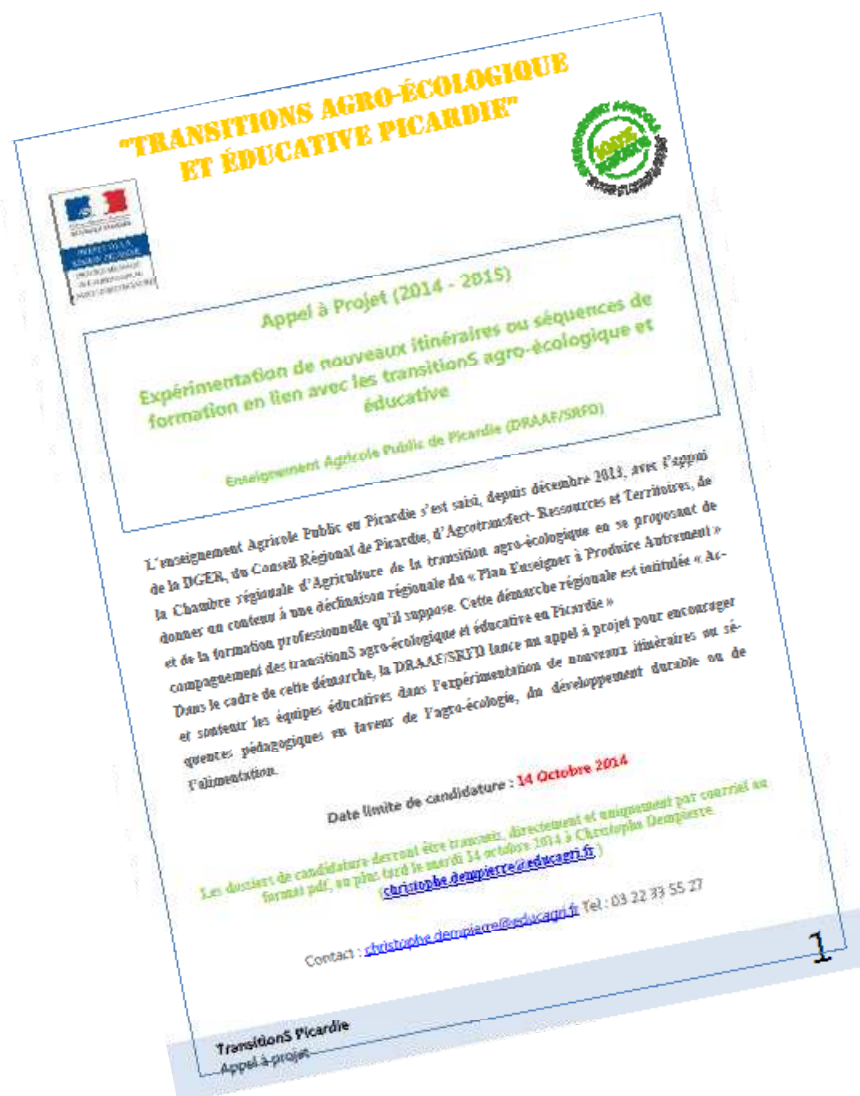 "TRANSITIONS AGRO-ÉCOLOGIQUE
ET ÉDUCATIVE PICARDIE"
100%
Appel à Projet (2014 - 2015)
Expérimentation de nouveaux itinéraires ou séquences de
formation en lien avec les transitionS agro-écologique et
éducative
Enseignement Agricole Public de Picardie (DRAAF/SRFD)
L'enseignement Agricole Public en Picardie s'est saisi, depuis décembre 2013, avec l'appui
de la DGER, du Conseil Régional de Picardie, d'Agrotransfert- Ressources et Territoires, de
la Chambre régionale d'Agriculture de la transition agro-écologique en se proposant de
donner un contenu à une déclinaison régionale du « Plan Enseigner à Produire Autrement »
et de la formation professionnelle qu'il suppose. Cette démarche régionale est intitulée « Ac-
compagnement des transitionS agro-écologique et éducative en Picardie »
Dans le cadre de cette démarche, la DRAAF/SRFD lance un appel à projet pour encourager
et soutenir les équipes éducatives dans l'expérimentation de nouveaux itinéraires ou sé-
quences pédagogiques en faveur de l'agro-écologie, du développement durable ou de
l'alimentation.
Date limite de candidature : 14 Octobre 2014
Les dossiers de candidature devront être transmis, directement et uniquement par courriel au
format pdf, au plus tard le mardi 14 octobre 2014 à Christophe Dempierre
(christophe.dempierre@educagri.fr )
Contact : christophe.dempierre@educagri.fr Tel : 03 22 33 55 27
1
TransitionS Picardie
Appel à projet